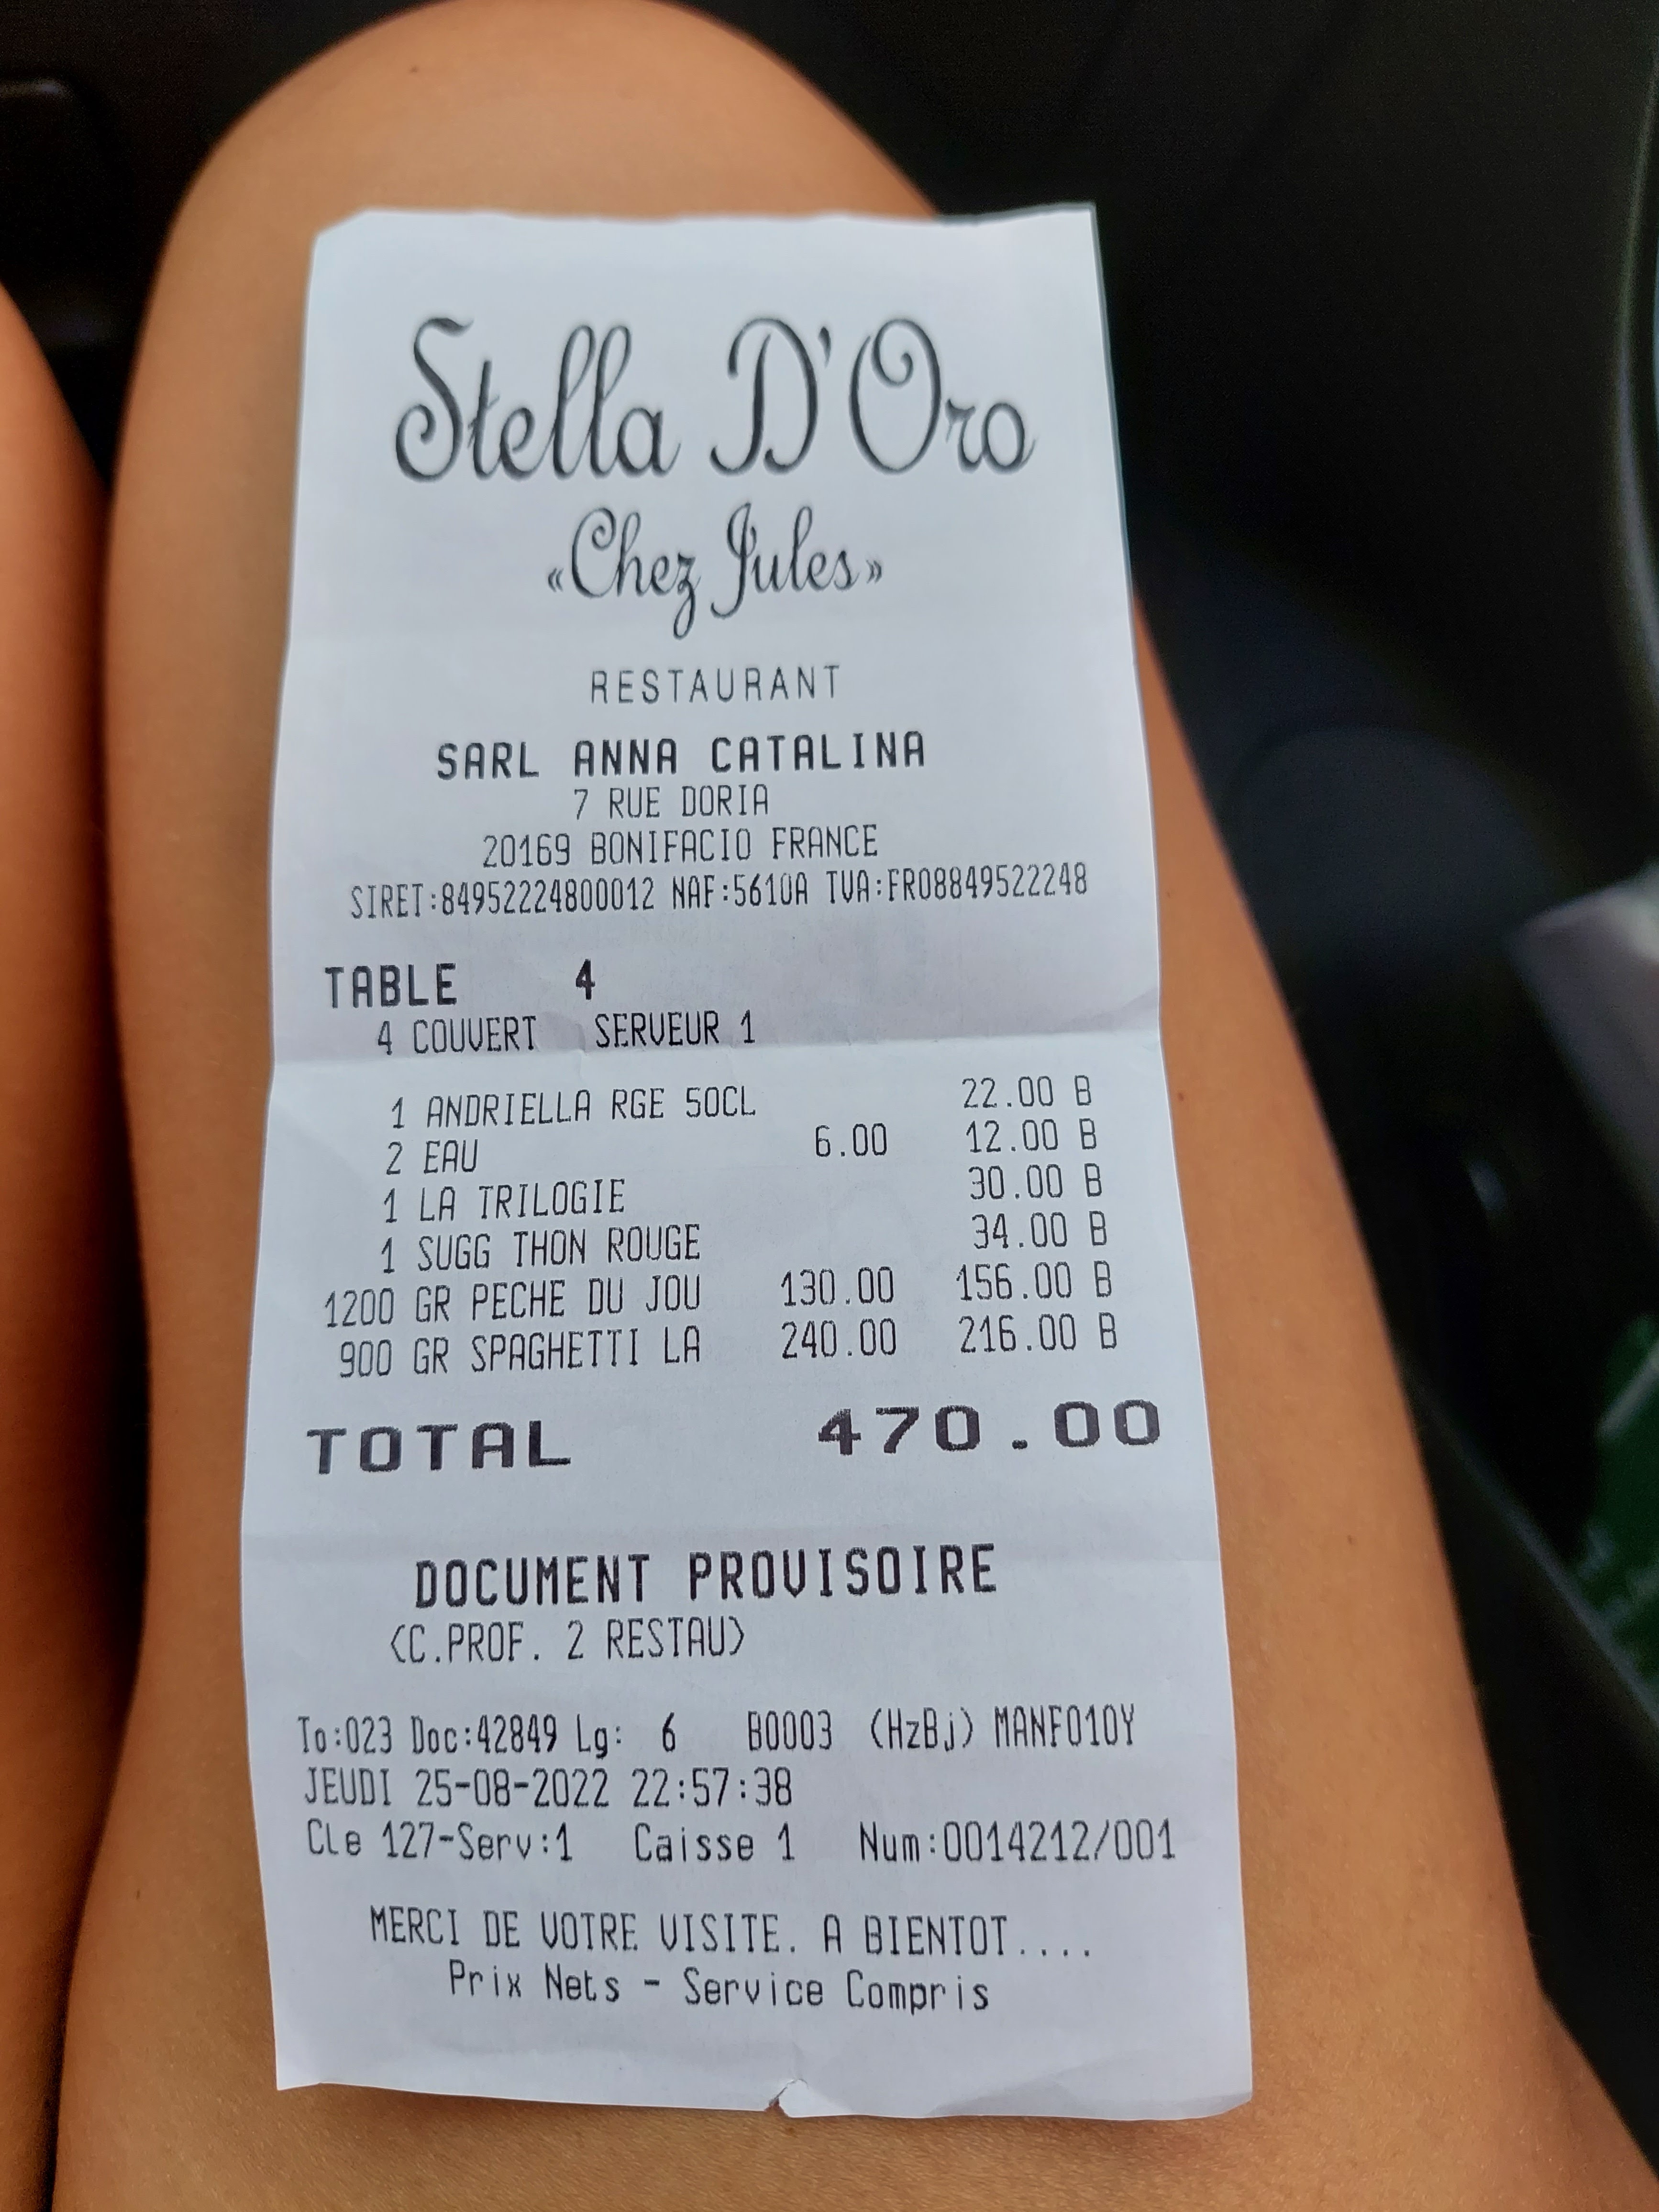 Stella D'Oro
«Chez Jules»
RESTAURANT
SARL ANNA CATALINA
7 RUE DORIA
20169 BONIFACIO FRANCE
SIRET:84952224800012 NAF:5610A TVA:FR08849522248
TABLE 4
4 COUVERT SERVEUR 1
1 ANDRIELLA RGE 50CL 22.00 B
2 EAU 6.00 12.00 B
1 LA TRILOGIE 30.00 B
1 SUGG THON ROUGE 34.00 B
1200 GR PECHE DU JOU 130.00 156.00 B
900 GR SPAGHETTI LA 240.00 216.00 B
TOTAL 470.00
DOCUMENT PROVISOIRE
(C.PROF. 2 RESTAU)
To:023 Doc:42849 Lg: 6 B0003 (HzBj) MANF010Y
JEUDI 25-08-2022 22:57:38
Cle 127-Serv:1 Caisse 1 Num:0014212/001
MERCI DE VOTRE VISITE. A BIENTOT....
Prix Nets - Service Compris